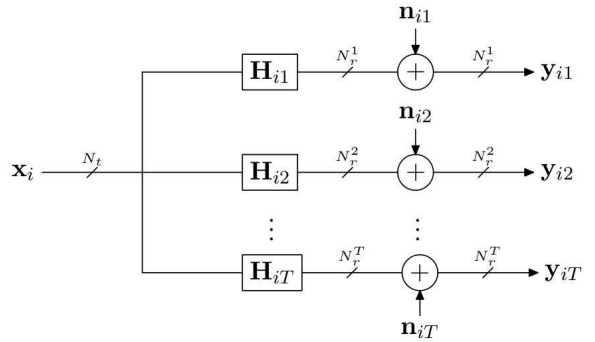 n_{i1}
H_{i1} N_r^1 + N_r^1 y_{i1}
n_{i2}
x_i N_t H_{i2} N_r^2 + N_r^2 y_{i2}
⋮ ⋮
H_{iT} N_r^T + N_r^T y_{iT}
n_{iT}